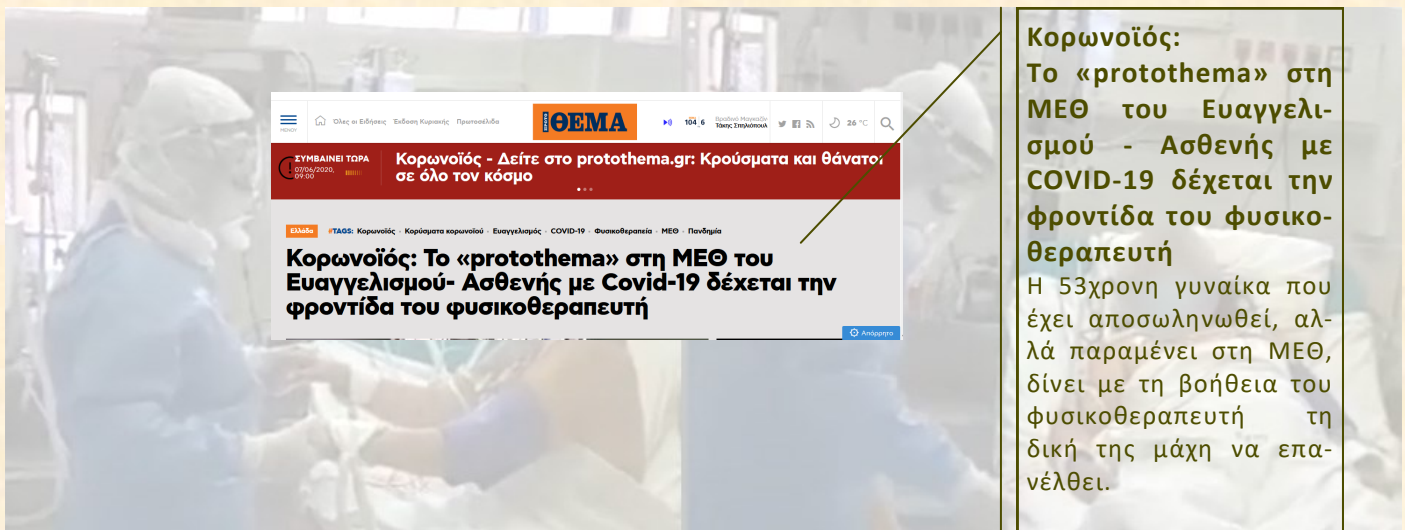 ΜΕΝΟΥ
Όλες οι Ειδήσεις Έκδοση Κυριακής Πρωτοσέλιδα
ΠΡΩΤΟ ΘΕΜΑ
104,6
Τάκης Σπηλιόπουλ
26 °C
ΣΥΜΒΑΙΝΕΙ ΤΩΡΑ
07/06/2020,
09:00
Κορωνοϊός - Δείτε στο protothema.gr: Κρούσματα και θάνατοι
σε όλο τον κόσμο
Ελλάδα #TAGS: Κορωνοϊός - Κορύσματα κορωνοϊού - Ευαγγελισμός - COVID-19 - Φυσικοθεραπεία - ΜΕΘ - Πανδημία
Κορωνοϊός: Το «protothema» στη ΜΕΘ του
Ευαγγελισμού- Ασθενής με Covid-19 δέχεται την
φροντίδα του φυσικοθεραπευτή
Απόρρητο
Κορωνοϊός:
Το «protothema» στη
ΜΕΘ του Ευαγγελι-
σμού - Ασθενής με
COVID-19 δέχεται την
φροντίδα του φυσικο-
θεραπευτή
Η 53χρονη γυναίκα που
έχει αποσωληνωθεί, αλ-
λά παραμένει στη ΜΕΘ,
δίνει με τη βοήθεια του
φυσικοθεραπευτή τη
δική της μάχη να επα-
νέλθει.